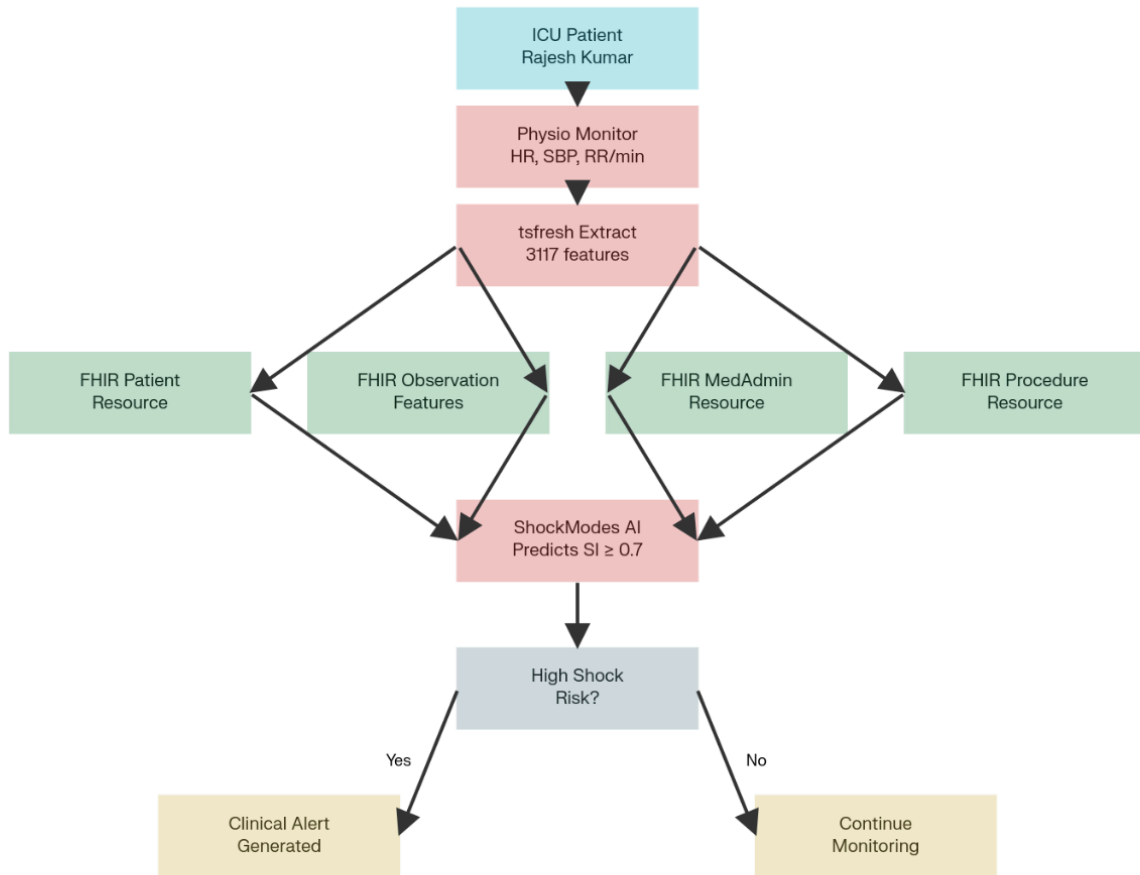 ICU Patient
Rajesh Kumar
Physio Monitor
HR, SBP, RR/min
tsfresh Extract
3117 features
FHIR Patient
Resource
FHIR Observation
Features
FHIR MedAdmin
Resource
FHIR Procedure
Resource
ShockModes AI
Predicts SI ≥ 0.7
High Shock
Risk?
Yes
No
Clinical Alert
Generated
Continue
Monitoring